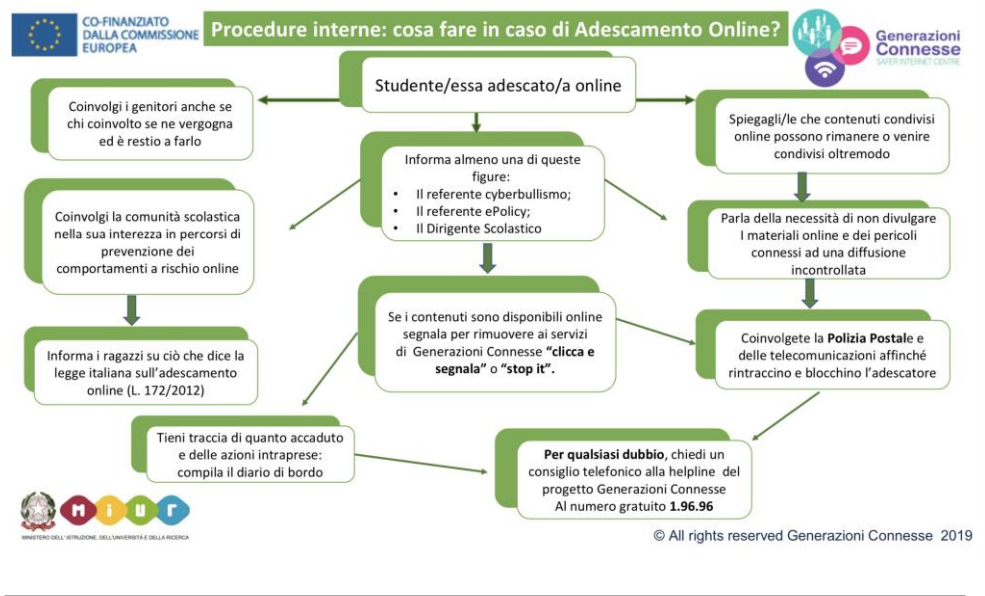 CO-FINANZIATO
DALLA COMMISSIONE
EUROPEA
Procedure interne: cosa fare in caso di Adescamento Online?
Generazioni
Connesse
SAFER INTERNET CENTRE
Studente/essa adescato/a online
Coinvolgi i genitori anche se
chi coinvolto se ne vergogna
ed è restio a farlo
Informa almeno una di queste
figure:
• Il referente cyberbullismo;
• Il referente ePolicy;
• Il Dirigente Scolastico
Spiegagli/le che contenuti condivisi
online possono rimanere o venire
condivisi oltremodo
Coinvolgi la comunità scolastica
nella sua interezza in percorsi di
prevenzione dei
comportamenti a rischio online
Parla della necessità di non divulgare
I materiali online e dei pericoli
connessi ad una diffusione
incontrollata
Se i contenuti sono disponibili online
segnala per rimuovere ai servizi
di Generazioni Connesse “clicca e
segnala” o “stop it”.
Informa i ragazzi su ciò che dice la
legge italiana sull’adescamento
online (L. 172/2012)
Coinvolgete la Polizia Postale e
delle telecomunicazioni affinché
rintraccino e blocchino l’adescatore
Tieni traccia di quanto accaduto
e delle azioni intraprese:
compila il diario di bordo
Per qualsiasi dubbio, chiedi un
consiglio telefonico alla helpline del
progetto Generazioni Connesse
Al numero gratuito 1.96.96
MiUr
MINISTERO DELL' ISTRUZIONE, DELL'UNIVERSITÀ E DELLA RICERCA
© All rights reserved Generazioni Connesse 2019